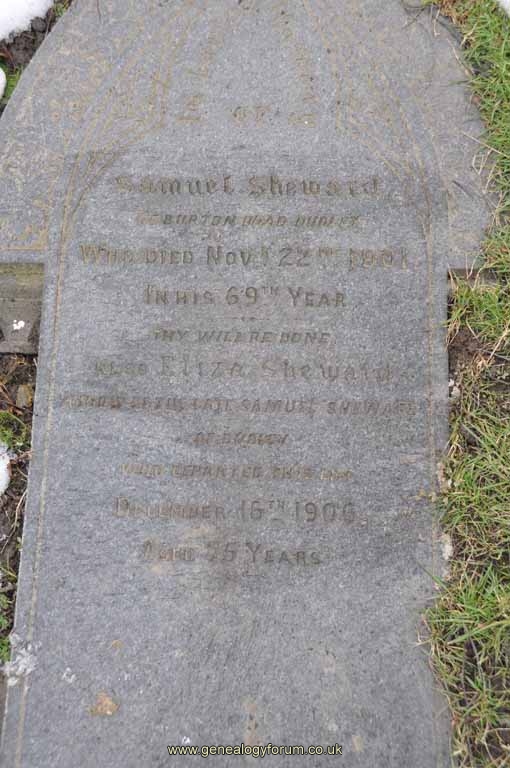 OF
Samuel Sheward
OF BURTON ROAD DUDLEY
WHO DIED NOVR 22ND 1901
IN HIS 69TH YEAR
THY WILL BE DONE
ALSO Eliza Sheward
WIDOW OF THE LATE SAMUEL SHEWARD
OF DUDLEY
WHO DEPARTED THIS LIFE
DECEMBER 16TH 1906
AGED 75 YEARS
www.genealogyforum.co.uk